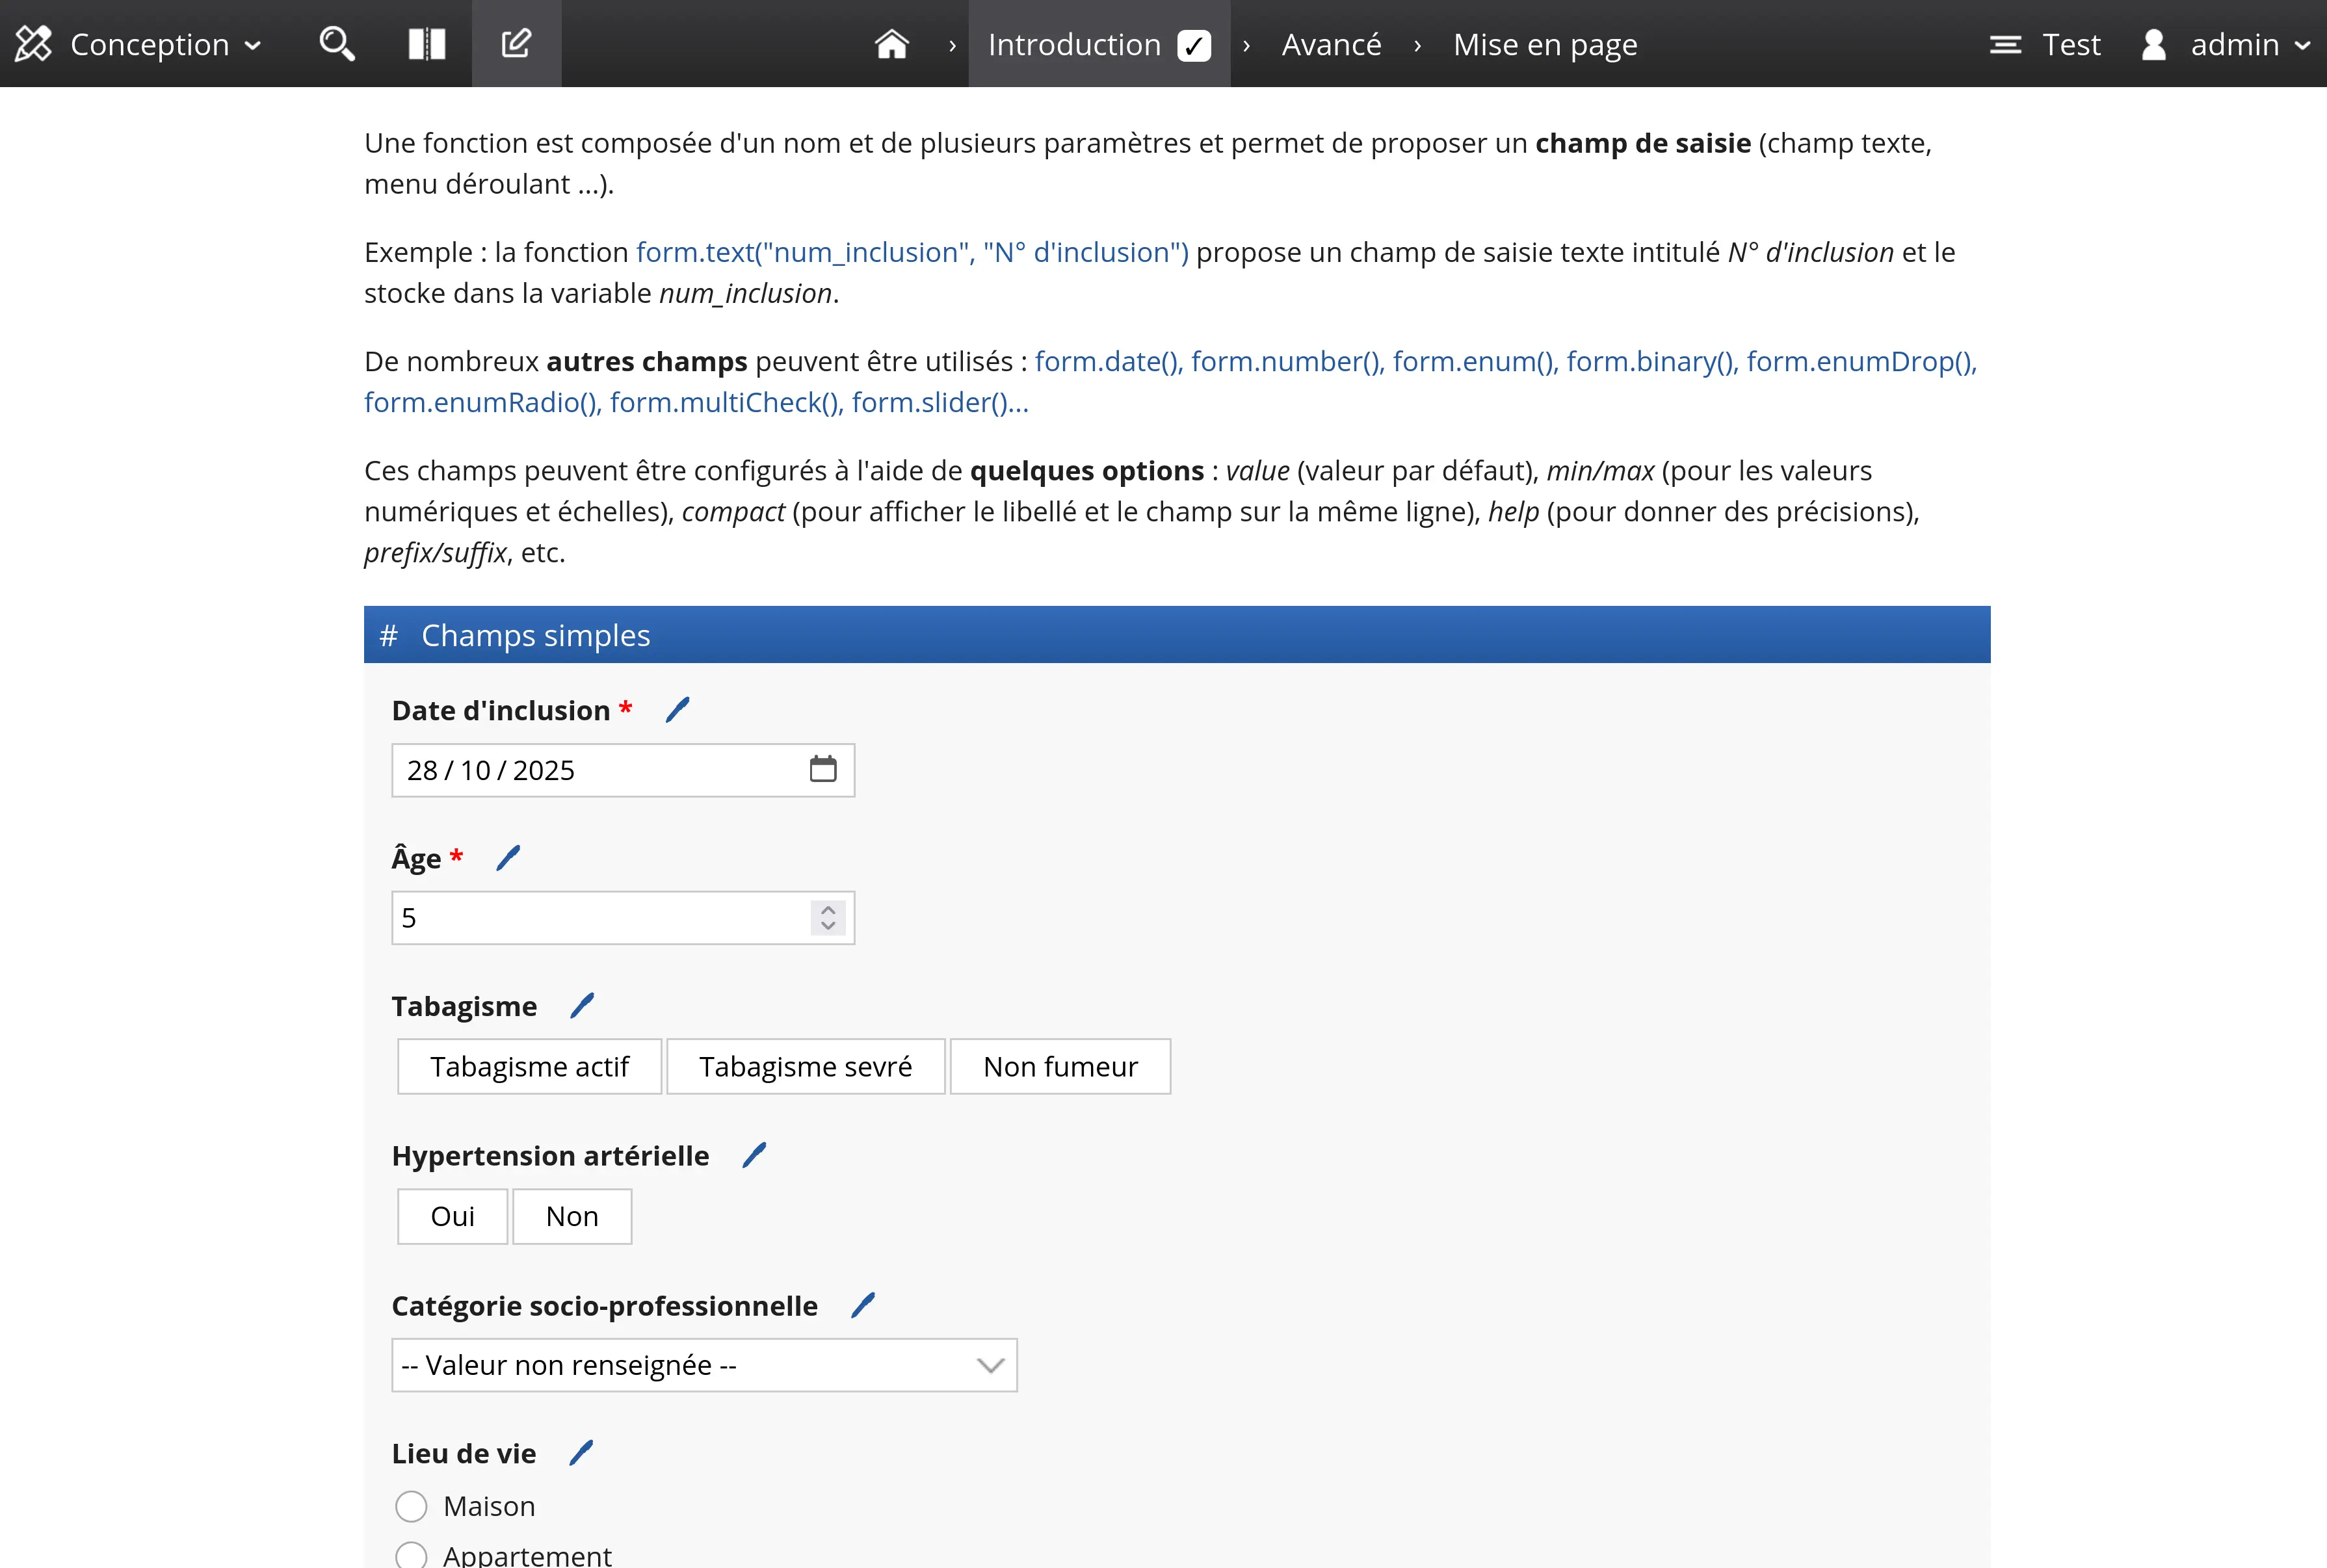 Conception
Introduction › Avancé › Mise en page
Test admin
Une fonction est composée d'un nom et de plusieurs paramètres et permet de proposer un champ de saisie (champ texte,
menu déroulant ...).
Exemple : la fonction form.text("num_inclusion", "N° d'inclusion") propose un champ de saisie texte intitulé N° d'inclusion et le
stocke dans la variable num_inclusion.
De nombreux autres champs peuvent être utilisés : form.date(), form.number(), form.enum(), form.binary(), form.enumDrop(),
form.enumRadio(), form.multiCheck(), form.slider()...
Ces champs peuvent être configurés à l'aide de quelques options : value (valeur par défaut), min/max (pour les valeurs
numériques et échelles), compact (pour afficher le libellé et le champ sur la même ligne), help (pour donner des précisions),
prefix/suffix, etc.
# Champs simples
Date d'inclusion *
28 / 10 / 2025
Âge *
5
Tabagisme
Tabagisme actif Tabagisme sevré Non fumeur
Hypertension artérielle
Oui Non
Catégorie socio-professionnelle
-- Valeur non renseignée --
Lieu de vie
Maison
Appartement